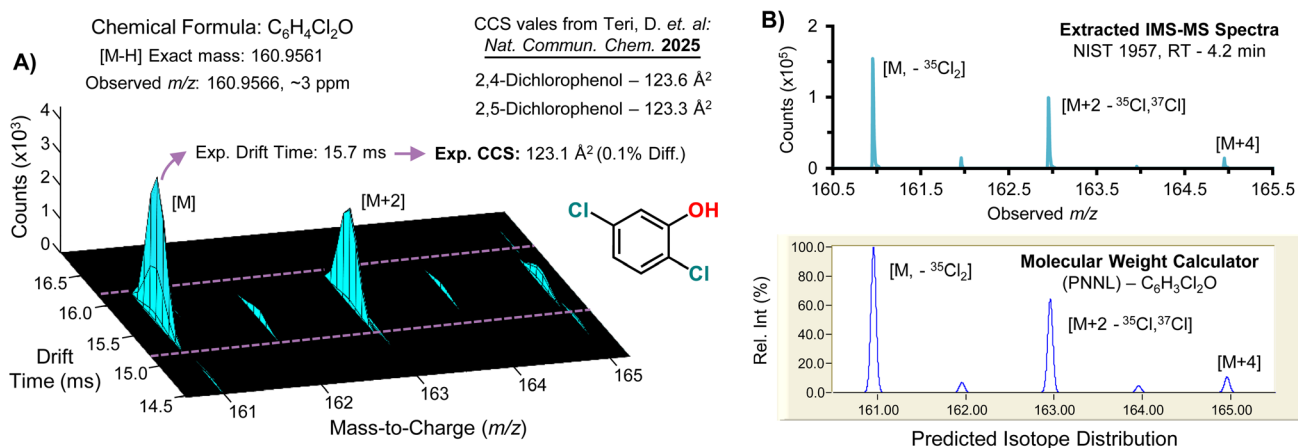 Chemical Formula: C₆H₄Cl₂O
[M-H] Exact mass: 160.9561
Observed m/z: 160.9566, ~3 ppm
CCS vales from Teri, D. et. al:
Nat. Commun. Chem. 2025
2,4-Dichlorophenol – 123.6 Å²
2,5-Dichlorophenol – 123.3 Å²
A)
Exp. Drift Time: 15.7 ms
Exp. CCS: 123.1 Å² (0.1% Diff.)
[M]
[M+2]
Counts (x10³)
4
3
2
1
0
16.5
16.0
15.5
15.0
14.5
Drift
Time (ms)
161
162
163
164
165
Mass-to-Charge (m/z)
Cl
OH
Cl
B)
Extracted IMS-MS Spectra
NIST 1957, RT - 4.2 min
[M, - ³⁵Cl₂]
[M+2 - ³⁵Cl,³⁷Cl]
[M+4]
Counts (x10⁵)
2
1
0
160.5
161.5
162.5
163.5
164.5
165.5
Observed m/z
Molecular Weight Calculator
(PNNL) – C₆H₃Cl₂O
[M, - ³⁵Cl₂]
[M+2 - ³⁵Cl,³⁷Cl]
[M+4]
Rel. Int (%)
100.0
80.0
60.0
40.0
20.0
0.0
161.00
162.00
163.00
164.00
165.00
Predicted Isotope Distribution